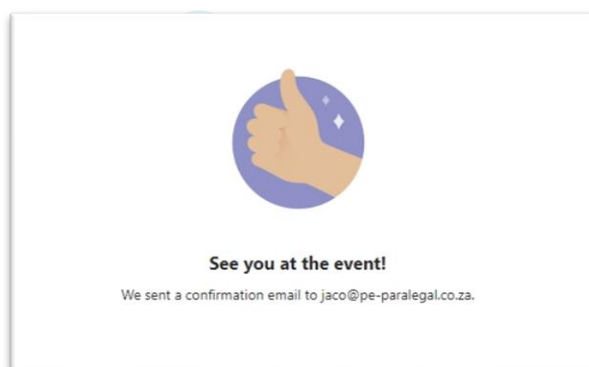 See you at the event!
We sent a confirmation email to jaco@pe-paralegal.co.za.